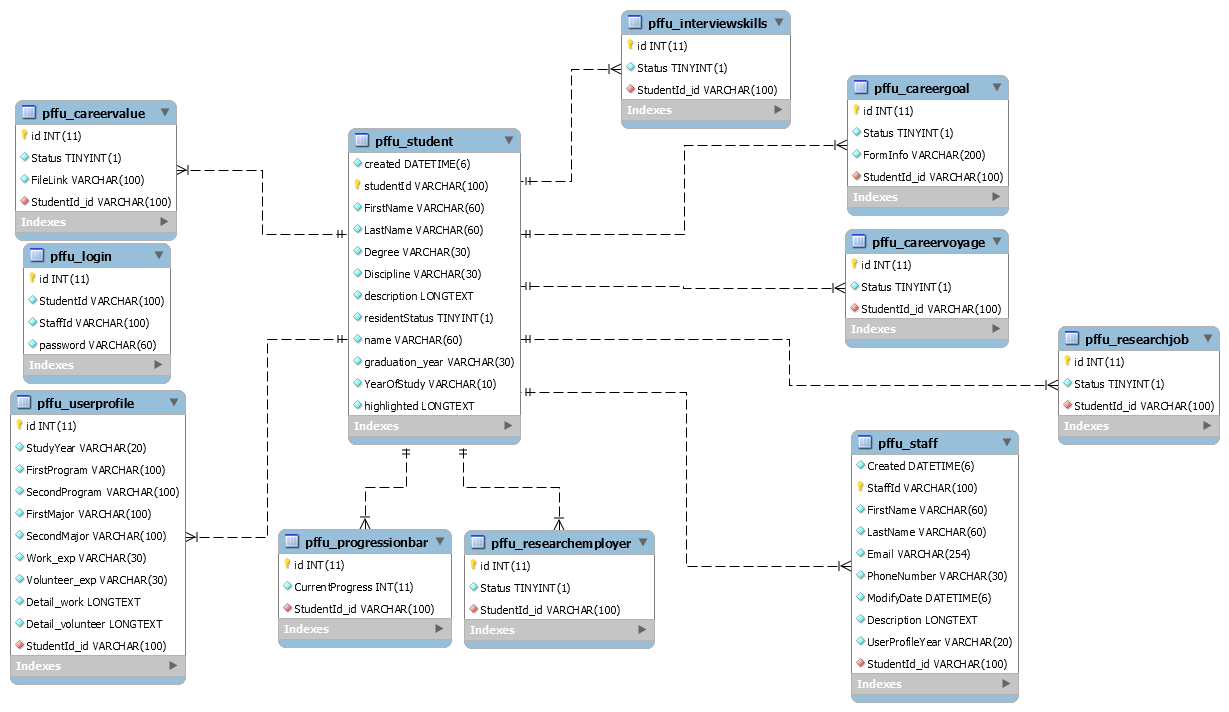 pffu_interviewskills
id INT(11)
Status TINYINT(1)
StudentId_id VARCHAR(100)
Indexes
pffu_careergoal
id INT(11)
Status TINYINT(1)
FormInfo VARCHAR(200)
StudentId_id VARCHAR(100)
Indexes
pffu_careervalue
id INT(11)
Status TINYINT(1)
FileLink VARCHAR(100)
StudentId_id VARCHAR(100)
Indexes
pffu_student
created DATETIME(6)
studentId VARCHAR(100)
FirstName VARCHAR(60)
LastName VARCHAR(60)
Degree VARCHAR(30)
Discipline VARCHAR(30)
description LONGTEXT
residentStatus TINYINT(1)
name VARCHAR(60)
graduation_year VARCHAR(30)
YearOfStudy VARCHAR(10)
highlighted LONGTEXT
Indexes
pffu_careervoyage
id INT(11)
Status TINYINT(1)
StudentId_id VARCHAR(100)
Indexes
pffu_login
id INT(11)
StudentId VARCHAR(100)
StaffId VARCHAR(100)
password VARCHAR(60)
Indexes
pffu_researchjob
id INT(11)
Status TINYINT(1)
StudentId_id VARCHAR(100)
Indexes
pffu_userprofile
id INT(11)
StudyYear VARCHAR(20)
FirstProgram VARCHAR(100)
SecondProgram VARCHAR(100)
FirstMajor VARCHAR(100)
SecondMajor VARCHAR(100)
Work_exp VARCHAR(30)
Volunteer_exp VARCHAR(30)
Detail_work LONGTEXT
Detail_volunteer LONGTEXT
StudentId_id VARCHAR(100)
Indexes
pffu_staff
Created DATETIME(6)
StaffId VARCHAR(100)
FirstName VARCHAR(60)
LastName VARCHAR(60)
Email VARCHAR(254)
PhoneNumber VARCHAR(30)
ModifyDate DATETIME(6)
Description LONGTEXT
UserProfileYear VARCHAR(20)
StudentId_id VARCHAR(100)
Indexes
pffu_progressionbar
id INT(11)
CurrentProgress INT(11)
StudentId_id VARCHAR(100)
Indexes
pffu_researchemployer
id INT(11)
Status TINYINT(1)
StudentId_id VARCHAR(100)
Indexes